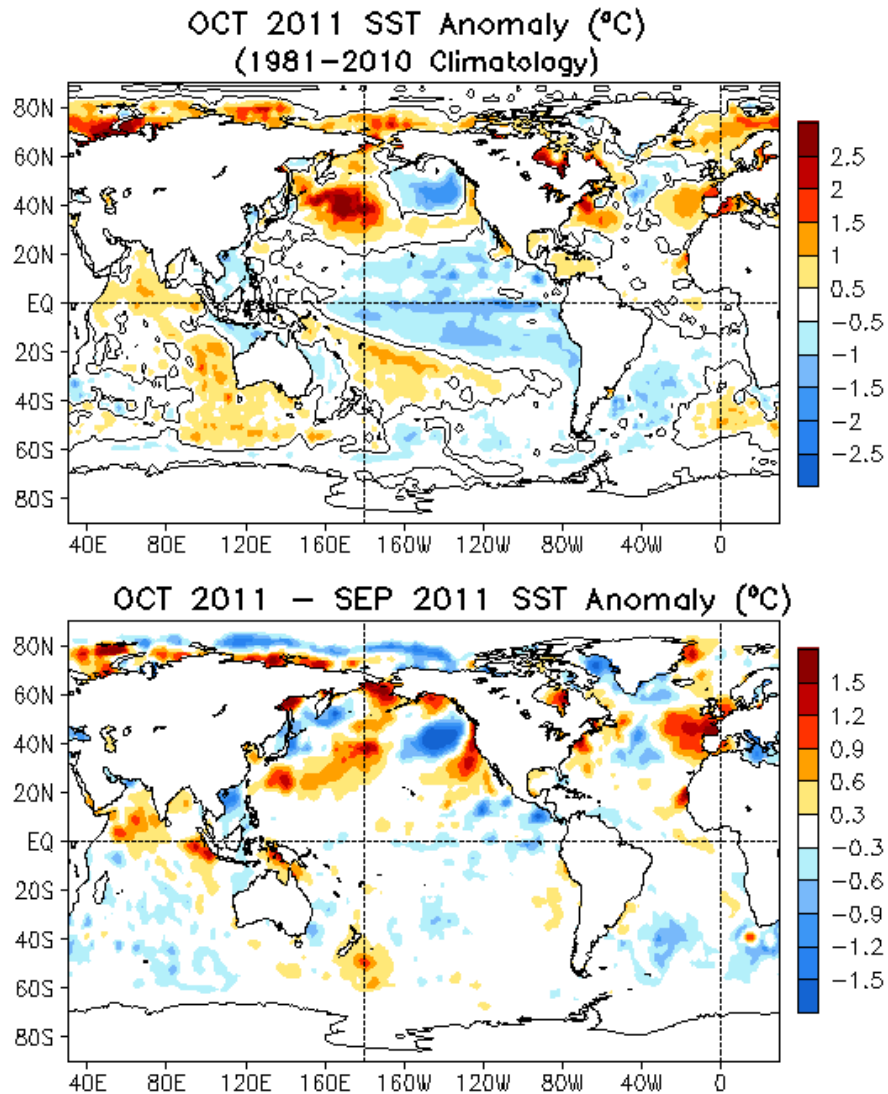 OCT 2011 SST Anomaly (°C)
(1981−2010 Climatology)
80N
60N
40N
20N
EQ
20S
40S
60S
80S
40E 80E 120E 160E 160W 120W 80W 40W 0
2.5
2
1.5
1
0.5
−0.5
−1
−1.5
−2
−2.5
OCT 2011 − SEP 2011 SST Anomaly (°C)
80N
60N
40N
20N
EQ
20S
40S
60S
80S
40E 80E 120E 160E 160W 120W 80W 40W 0
1.5
1.2
0.9
0.6
0.3
−0.3
−0.6
−0.9
−1.2
−1.5